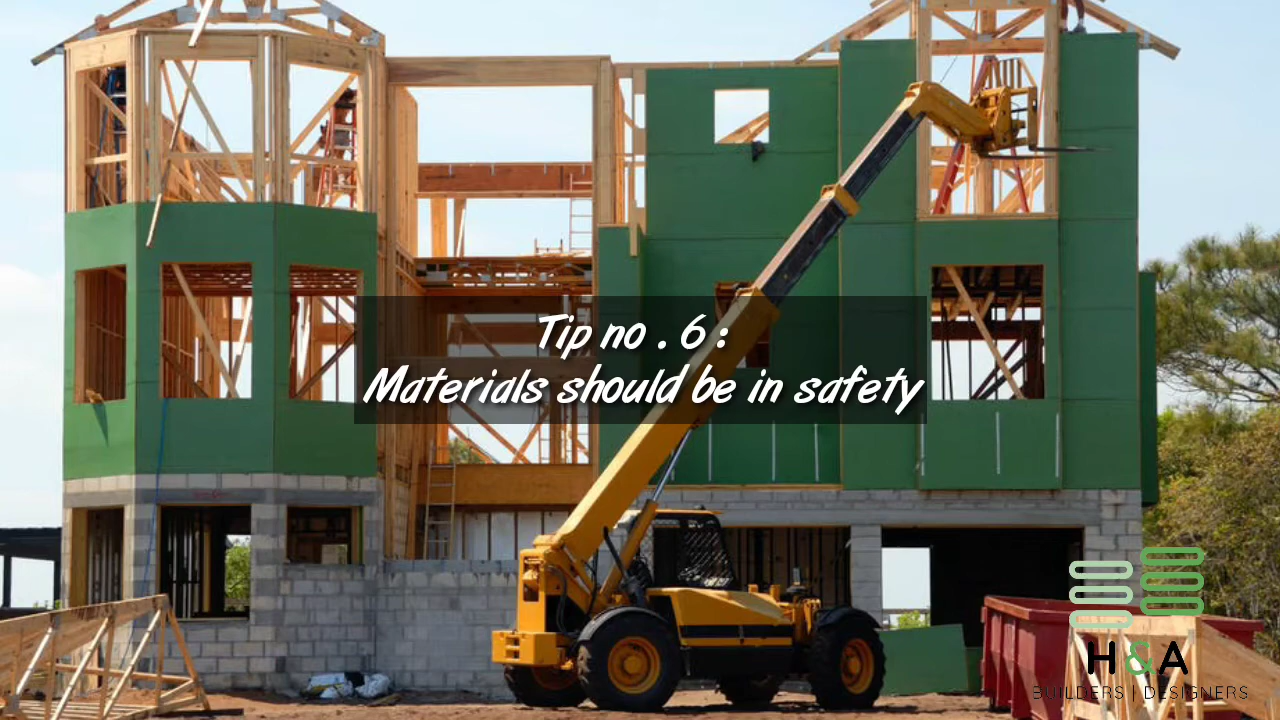 Tip no . 6 :
Materials should be in safety
H&A
BUILDERS | DESIGNERS